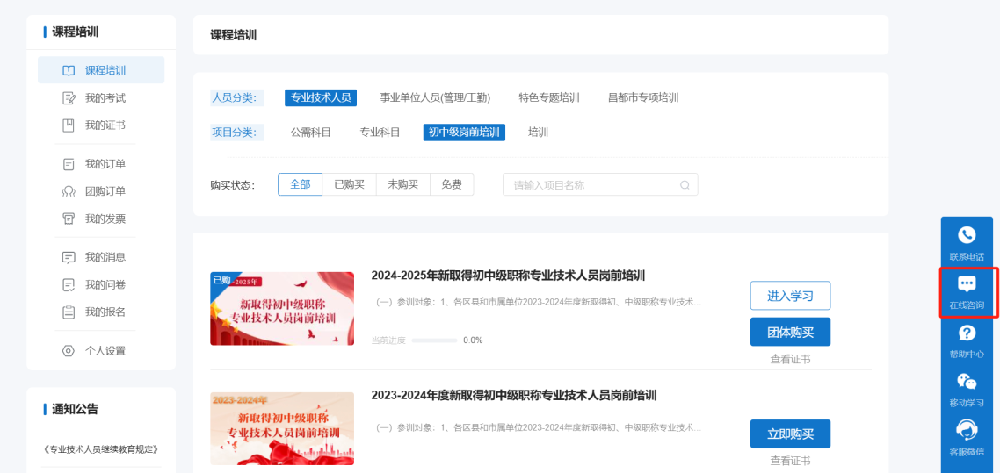 课程培训
课程培训
我的考试
我的证书
我的订单
团购订单
我的发票
我的消息
我的问卷
我的报名
个人设置
通知公告
《专业技术人员继续教育规定》
课程培训
人员分类： 专业技术人员 事业单位人员(管理/工勤) 特色专题培训 昌都市专项培训
项目分类： 公需科目 专业科目 初中级岗前培训 培训
购买状态： 全部 已购买 未购买 免费 请输入项目名称
已购
2025年
新取得初中级职称
专业技术人员岗前培训
2024-2025年新取得初中级职称专业技术人员岗前培训
（一）参训对象：1、各区县和市属单位2023-2024年度新取得初、中级职称专业技术...
当前进度 0.0%
进入学习
团体购买
查看证书
2023-2024年
新取得初中级职称
专业技术人员岗前培训
2023-2024年度新取得初中级职称专业技术人员岗前培训
（一）参训对象：1、各区县和市属单位2023-2024年度新取得初、中级职称专业技术...
立即购买
查看证书
联系电话
在线咨询
帮助中心
移动学习
客服微信